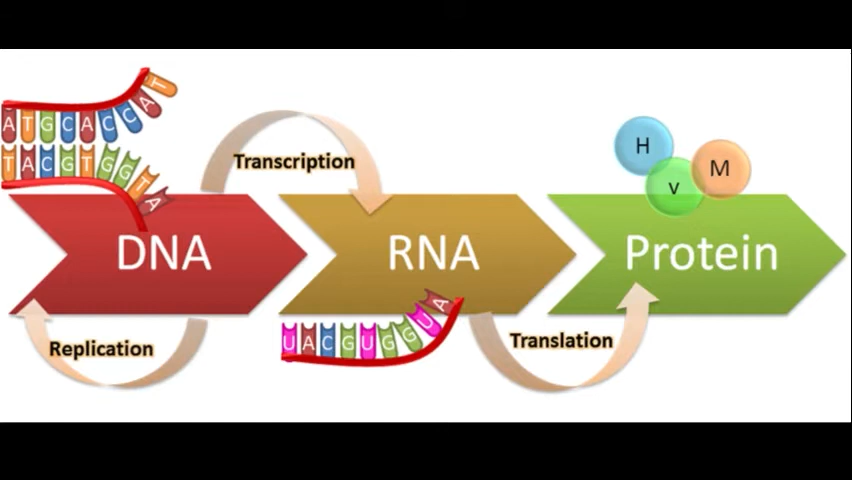 ATGCACCAT
TACGTGGTA
Transcription
H
v
M
DNA
RNA
Protein
Replication
UACGUGGUA
Translation